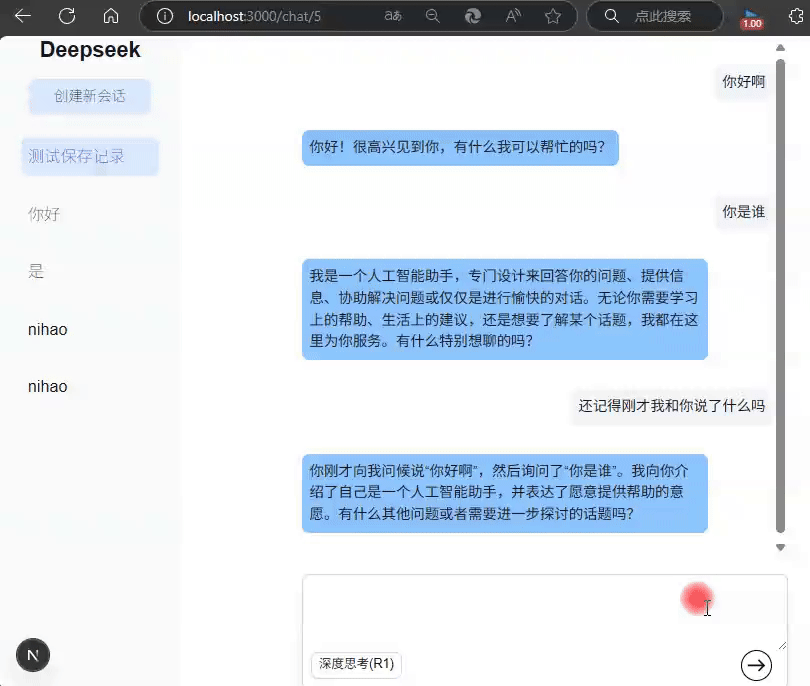 localhost:3000/chat/5
aあ
A
点此搜索
1.00
Deepseek
创建新会话
测试保存记录
你好
是
nihao
nihao
你好啊
你好！很高兴见到你，有什么我可以帮忙的吗？
你是谁
我是一个人工智能助手，专门设计来回答你的问题、提供信
息、协助解决问题或仅仅是进行愉快的对话。无论你需要学习
上的帮助、生活上的建议，还是想要了解某个话题，我都在这
里为你服务。有什么特别想聊的吗？
还记得刚才我和你说了什么吗
你刚才向我问候说“你好啊”，然后询问了“你是谁”。我向你介
绍了自己是一个人工智能助手，并表达了愿意提供帮助的意
愿。有什么其他问题或者需要进一步探讨的话题吗？
深度思考(R1)
N